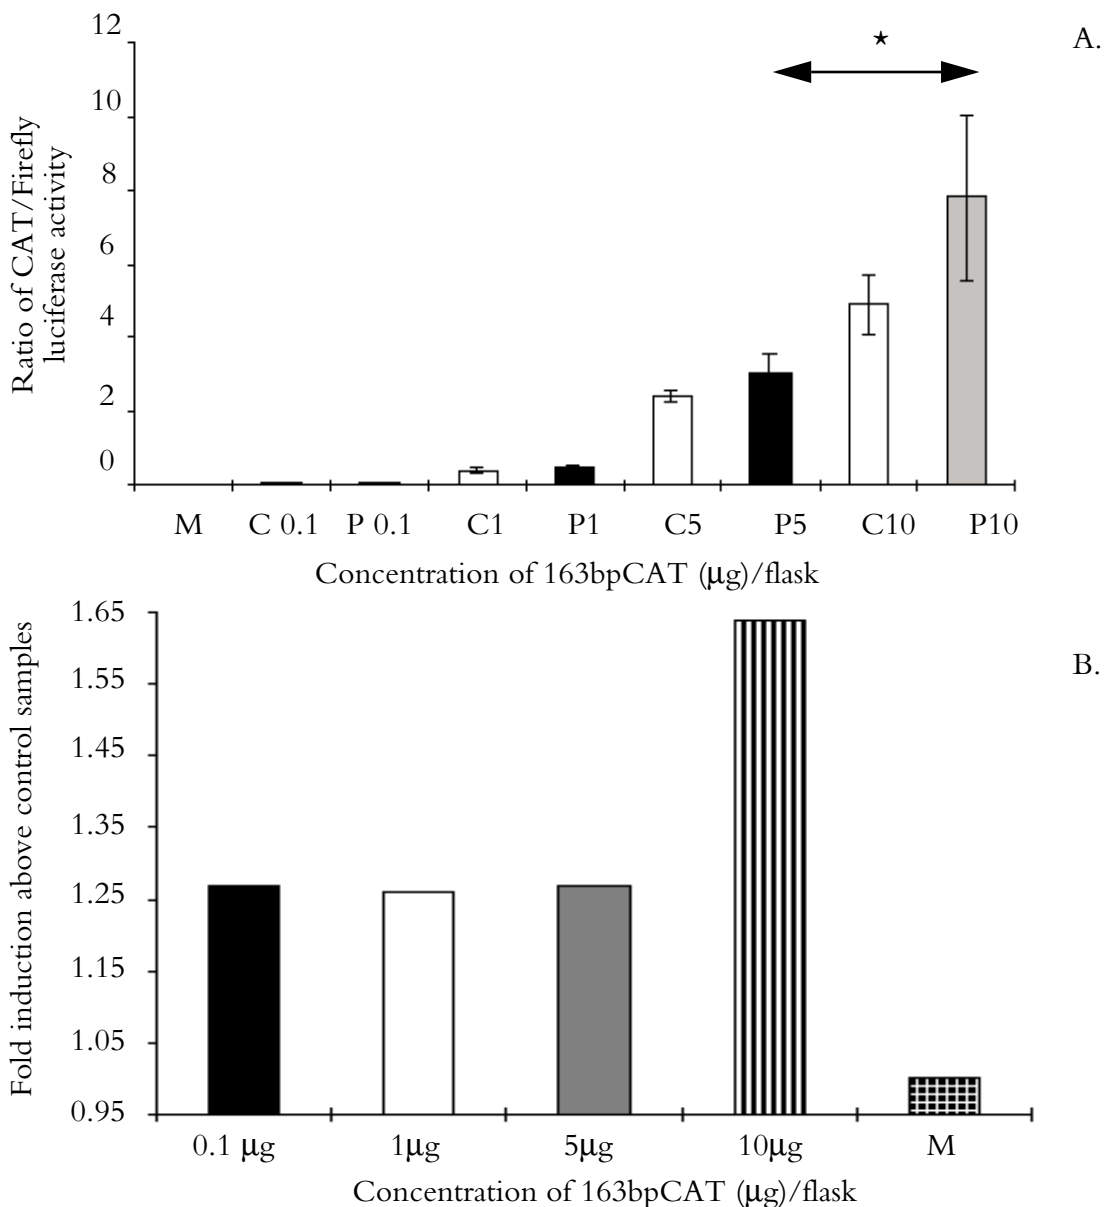 A.
Ratio of CAT/Firefly
luciferase activity
12
10
8
6
4
2
0
★
M C 0.1 P 0.1 C1 P1 C5 P5 C10 P10
Concentration of 163bpCAT (μg)/flask
B.
Fold induction above control samples
1.65
1.55
1.45
1.35
1.25
1.15
1.05
0.95
0.1 μg 1μg 5μg 10μg M
Concentration of 163bpCAT (μg)/flask